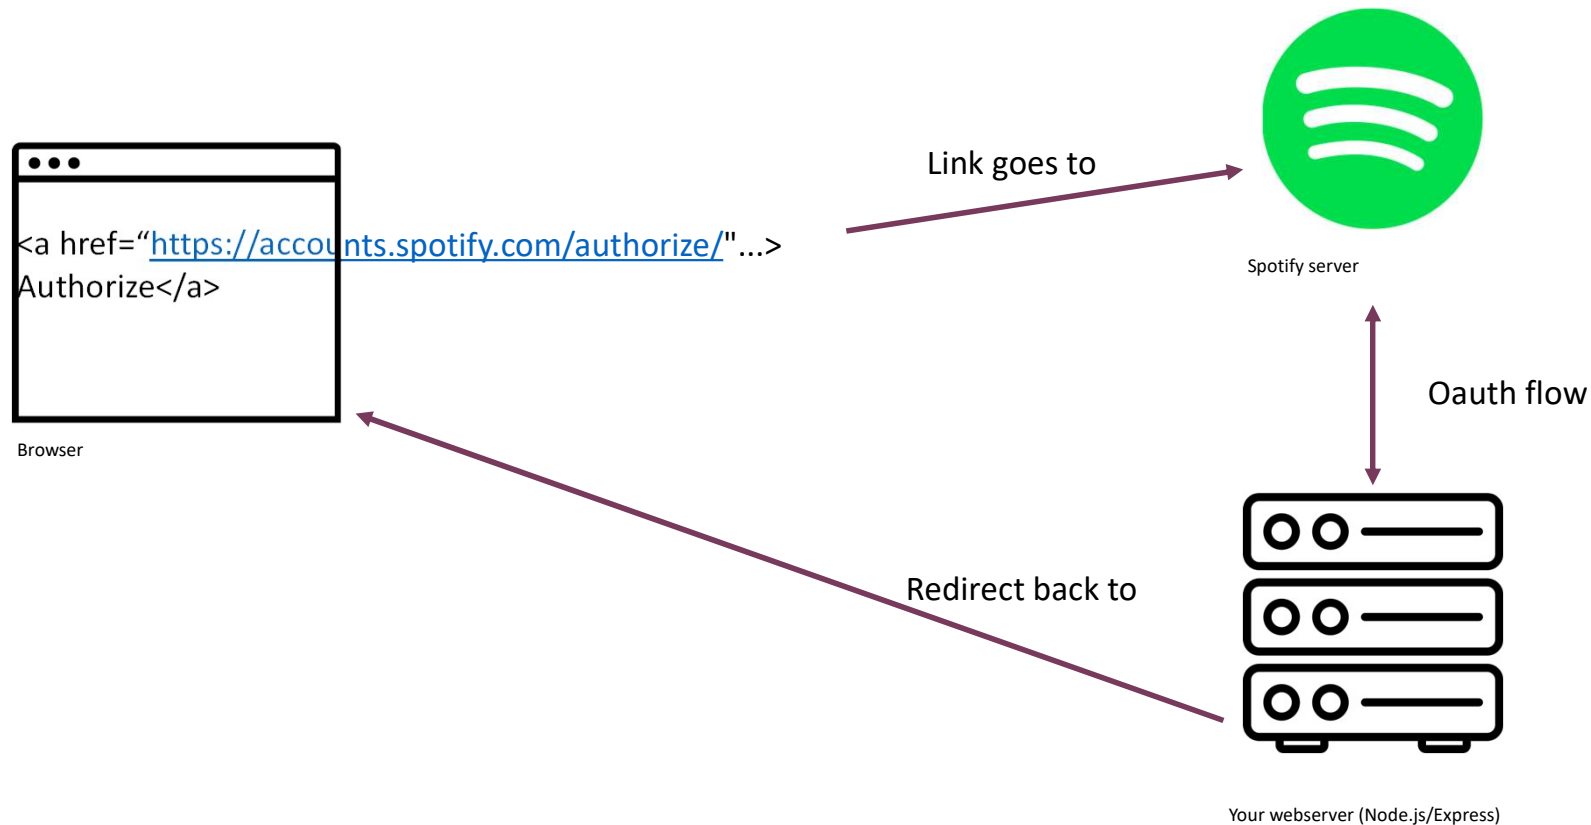 Link goes to
<a href=“https://accounts.spotify.com/authorize/"...>
Authorize</a>
Spotify server
Oauth flow
Browser
Redirect back to
Your webserver (Node.js/Express)